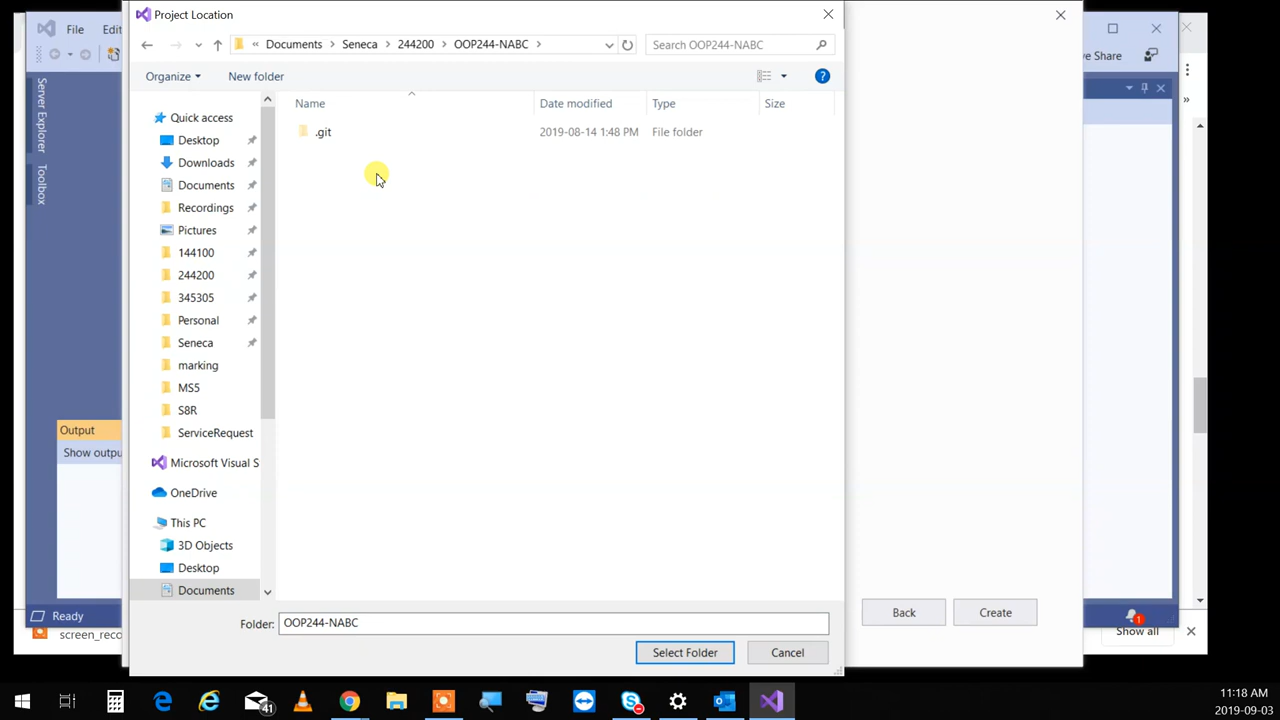 Project Location
File Edi
e Share
« Documents > Seneca > 244200 > OOP244-NABC >
Search OOP244-NABC
Organize
New folder
?
Name
Date modified
Type
Size
.git
2019-08-14 1:48 PM
File folder
Server Explorer
Toolbox
Quick access
Desktop
Downloads
Documents
Recordings
Pictures
144100
244200
345305
Personal
Seneca
marking
MS5
S8R
ServiceRequest
Microsoft Visual S
OneDrive
This PC
3D Objects
Desktop
Documents
Output
Show outpu
Folder:
OOP244-NABC
Select Folder
Cancel
Back
Create
Ready
1
screen_reco
Show all
41
11:18 AM
2019-09-03